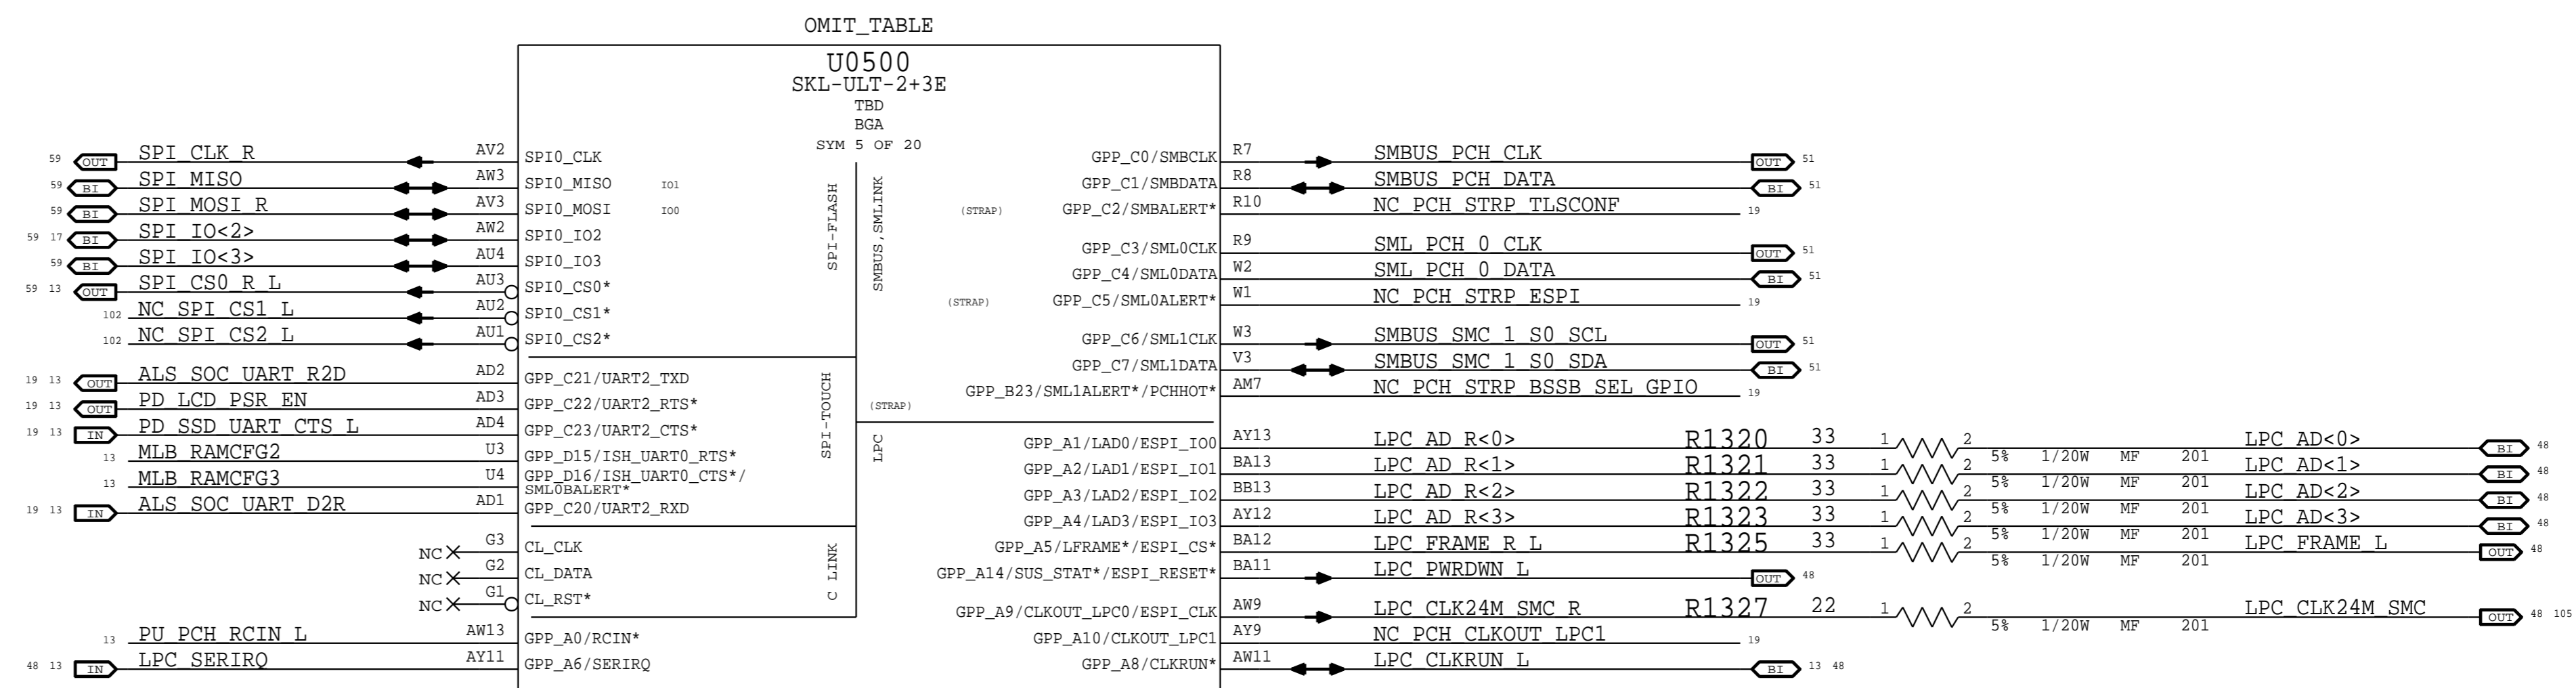 OMIT_TABLE
U0500
SKL-ULT-2+3E
TBD
BGA
SYM 5 OF 20
59 OUT SPI_CLK_R AV2 SPI0_CLK
59 BI SPI_MISO AW3 SPI0_MISO IO1
59 BI SPI_MOSI_R AV3 SPI0_MOSI IO0
59 17 BI SPI_IO<2> AW2 SPI0_IO2
59 BI SPI_IO<3> AU4 SPI0_IO3
59 13 OUT SPI_CS0_R_L AU3 SPI0_CS0*
102 NC_SPI_CS1_L AU2 SPI0_CS1*
102 NC_SPI_CS2_L AU1 SPI0_CS2*
SPI-FLASH
19 13 OUT ALS_SOC_UART_R2D AD2 GPP_C21/UART2_TXD
19 13 OUT PD_LCD_PSR_EN AD3 GPP_C22/UART2_RTS*
19 13 IN PD_SSD_UART_CTS_L AD4 GPP_C23/UART2_CTS*
13 MLB_RAMCFG2 U3 GPP_D15/ISH_UART0_RTS*
13 MLB_RAMCFG3 U4 GPP_D16/ISH_UART0_CTS*/
SML0BALERT*
19 13 IN ALS_SOC_UART_D2R AD1 GPP_C20/UART2_RXD
SPI-TOUCH
NC G3 CL_CLK
NC G2 CL_DATA
NC G1 CL_RST*
C LINK
13 PU_PCH_RCIN_L AW13 GPP_A0/RCIN*
48 13 IN LPC_SERIRQ AY11 GPP_A6/SERIRQ
SMBUS,SMLINK
GPP_C0/SMBCLK R7 SMBUS_PCH_CLK OUT 51
GPP_C1/SMBDATA R8 SMBUS_PCH_DATA BI 51
(STRAP) GPP_C2/SMBALERT* R10 NC_PCH_STRP_TLSCONF 19
GPP_C3/SML0CLK R9 SML_PCH_0_CLK OUT 51
GPP_C4/SML0DATA W2 SML_PCH_0_DATA BI 51
(STRAP) GPP_C5/SML0ALERT* W1 NC_PCH_STRP_ESPI 19
GPP_C6/SML1CLK W3 SMBUS_SMC_1_S0_SCL OUT 51
GPP_C7/SML1DATA V3 SMBUS_SMC_1_S0_SDA BI 51
GPP_B23/SML1ALERT*/PCHHOT* AM7 NC_PCH_STRP_BSSB_SEL_GPIO 19
(STRAP)
LPC
GPP_A1/LAD0/ESPI_IO0 AY13 LPC_AD_R<0> R1320 33 1 2 LPC_AD<0> BI 48
5% 1/20W MF 201
GPP_A2/LAD1/ESPI_IO1 BA13 LPC_AD_R<1> R1321 33 1 2 LPC_AD<1> BI 48
5% 1/20W MF 201
GPP_A3/LAD2/ESPI_IO2 BB13 LPC_AD_R<2> R1322 33 1 2 LPC_AD<2> BI 48
5% 1/20W MF 201
GPP_A4/LAD3/ESPI_IO3 AY12 LPC_AD_R<3> R1323 33 1 2 LPC_AD<3> BI 48
5% 1/20W MF 201
GPP_A5/LFRAME*/ESPI_CS* BA12 LPC_FRAME_R_L R1325 33 1 2 LPC_FRAME_L OUT 48
5% 1/20W MF 201
GPP_A14/SUS_STAT*/ESPI_RESET* BA11 LPC_PWRDWN_L OUT 48
GPP_A9/CLKOUT_LPC0/ESPI_CLK AW9 LPC_CLK24M_SMC_R R1327 22 1 2 LPC_CLK24M_SMC OUT 48 105
5% 1/20W MF 201
GPP_A10/CLKOUT_LPC1 AY9 NC_PCH_CLKOUT_LPC1 19
GPP_A8/CLKRUN* AW11 LPC_CLKRUN_L BI 13 48